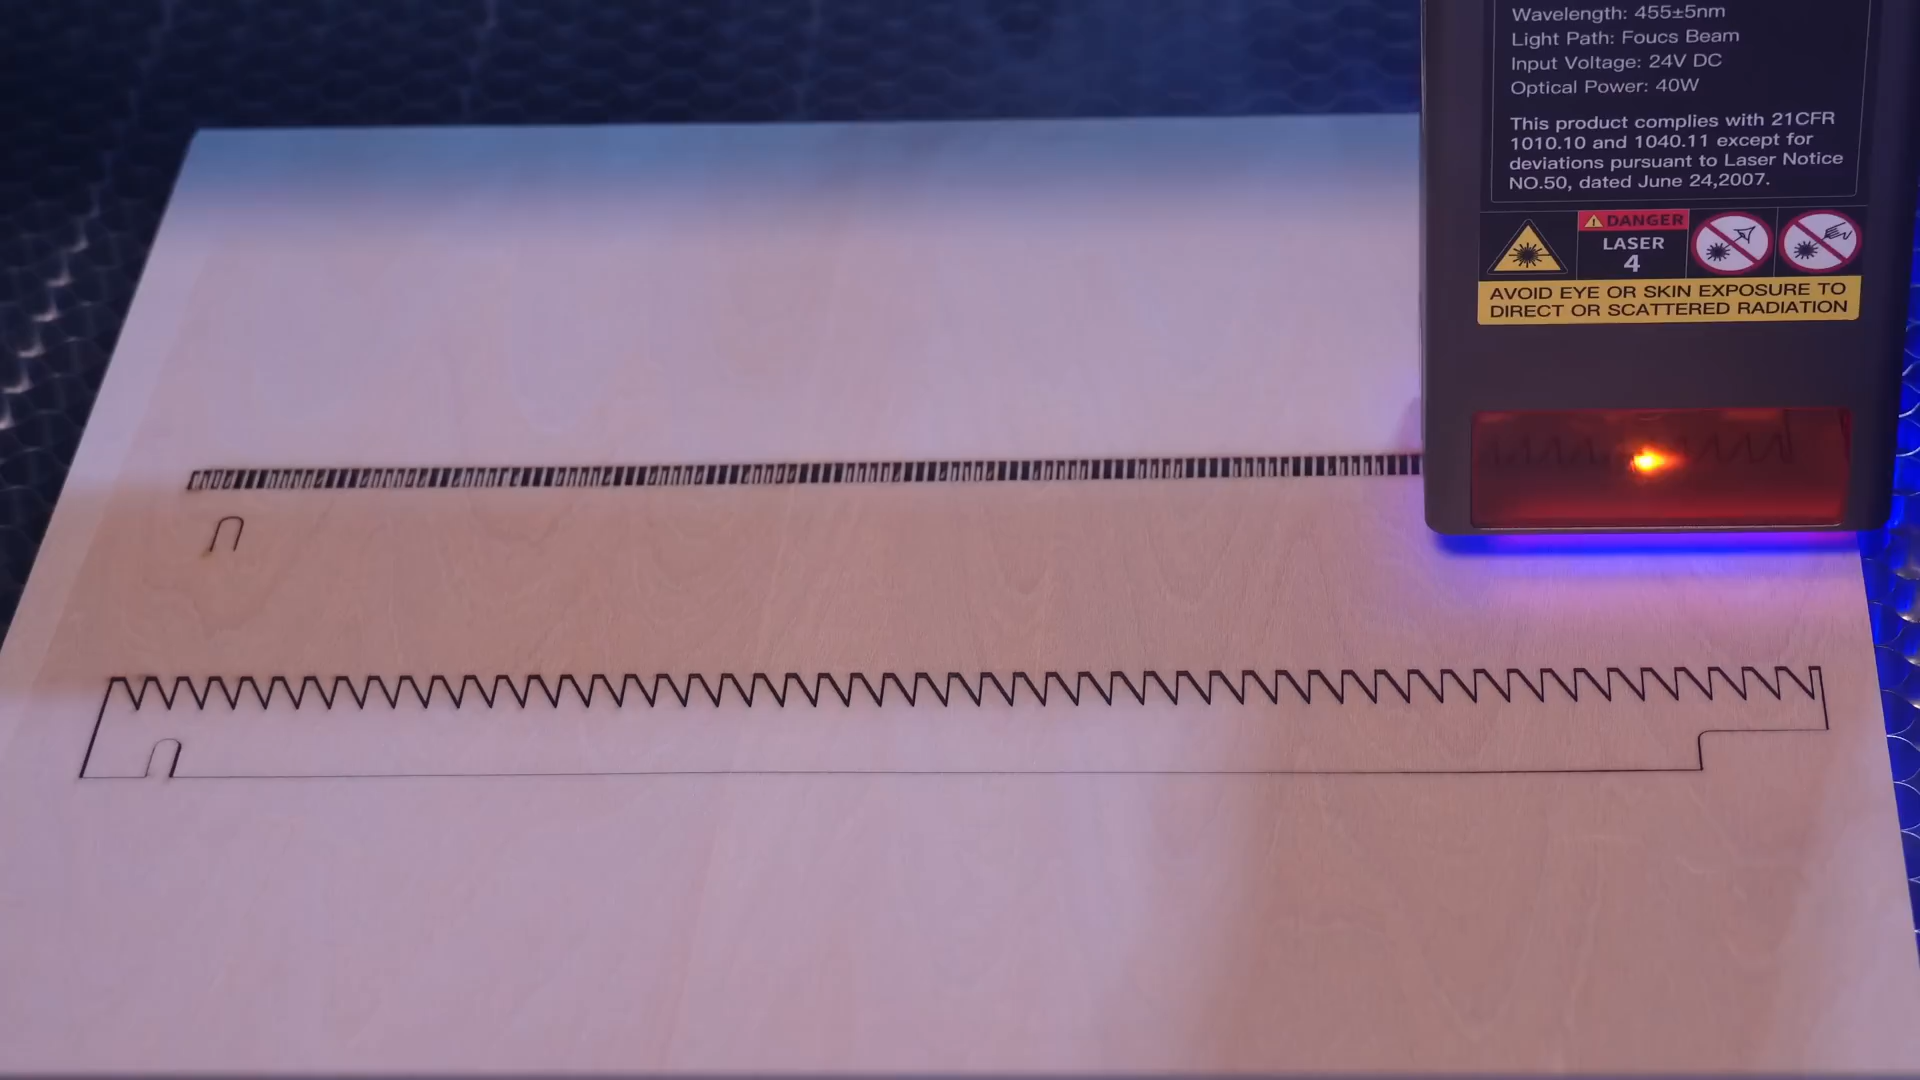 Wavelength: 455±5nm
Light Path: Foucs Beam
Input Voltage: 24V DC
Optical Power: 40W
This product complies with 21CFR
1010.10 and 1040.11 except for
deviations pursuant to Laser Notice
NO.50, dated June 24,2007.
DANGER
LASER
4
AVOID EYE OR SKIN EXPOSURE TO
DIRECT OR SCATTERED RADIATION